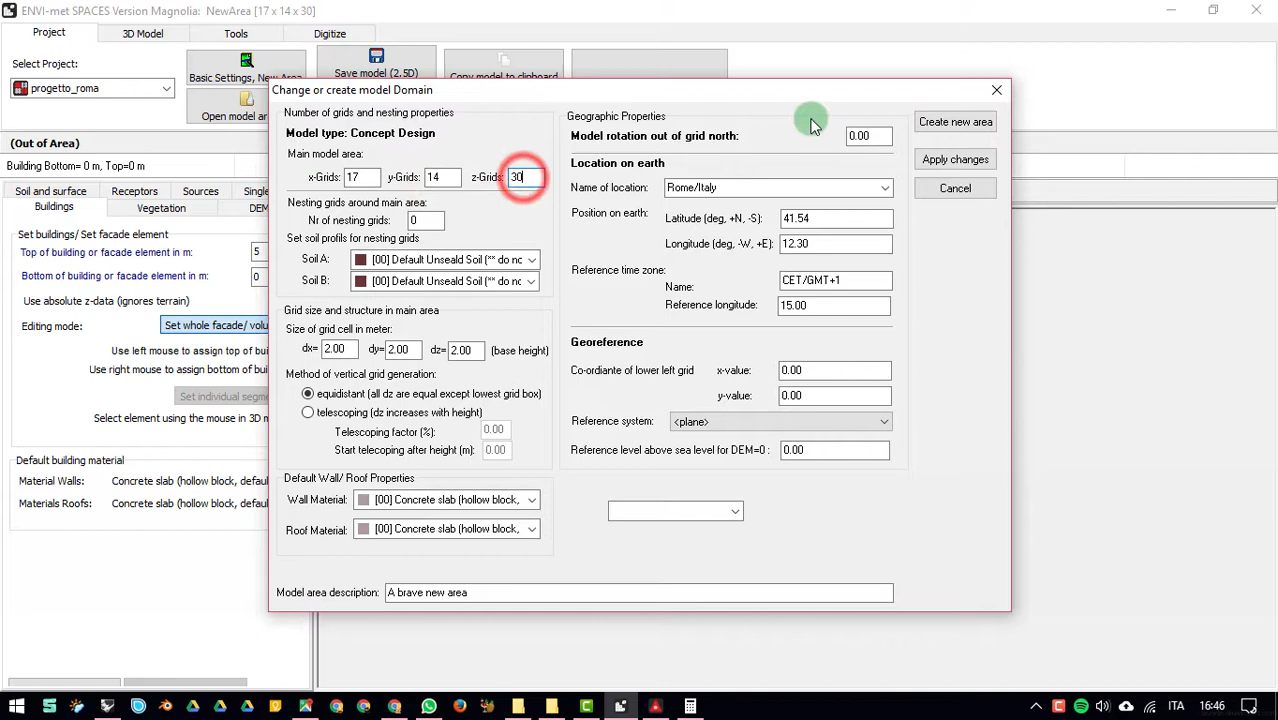 ENVI-met SPACES Version Magnolia: NewArea [17 x 14 x 30]
Project 3D Model Tools Digitize
Select Project:
progetto_roma
Basic Settings, New Area
Save model (2.5D)
Copy model to clipboard
Open model are
(Out of Area)
Building Bottom= 0 m, Top=0 m
Soil and surface Receptors Sources Single
Buildings Vegetation DEM
Set buildings/ Set facade element
Top of building or facade element in m: 5
Bottom of building or facade element in m: 0
Use absolute z-data (ignores terrain)
Editing mode: Set whole facade/ volu
Use left mouse to assign top of bui
Use right mouse to assign bottom of b
Set individual segm
Select element using the mouse in 3D m
Default building material
Material Walls: Concrete slab (hollow block, defaul
Materials Roofs: Concrete slab (hollow block, defaul
Change or create model Domain
Number of grids and nesting properties
Model type: Concept Design
Main model area:
x-Grids: 17 y-Grids: 14 z-Grids: 30
Nesting grids around main area:
Nr of nesting grids: 0
Set soil profils for nesting grids
Soil A: [00] Default Unseald Soil (** do nc
Soil B: [00] Default Unseald Soil (** do nc
Grid size and structure in main area
Size of grid cell in meter:
dx= 2.00 dy= 2.00 dz= 2.00 (base height)
Method of vertical grid generation:
equidistant (all dz are equal except lowest grid box)
telescoping (dz increases with height)
Telescoping factor (%): 0.00
Start telecoping after height (m): 0.00
Default Wall/ Roof Properties
Wall Material: [00] Concrete slab (hollow block,
Roof Material: [00] Concrete slab (hollow block,
Model area description: A brave new area
Geographic Properties
Model rotation out of grid north: 0.00
Location on earth
Name of location: Rome/Italy
Position on earth: Latitude (deg, +N, -S): 41.54
Longitude (deg, -W, +E): 12.30
Reference time zone:
Name: CET/GMT+1
Reference longitude: 15.00
Georeference
Co-ordiante of lower left grid x-value: 0.00
y-value: 0.00
Reference system: <plane>
Reference level above sea level for DEM=0 : 0.00
Create new area
Apply changes
Cancel
ITA 16:46